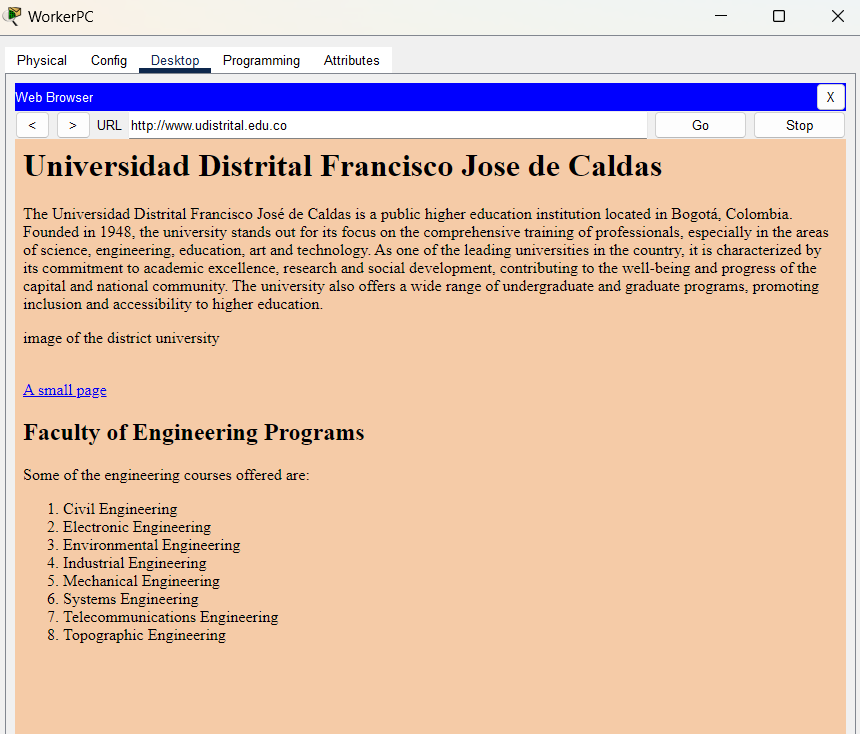 WorkerPC
Physical Config Desktop Programming Attributes
Web Browser X
< > URL http://www.udistrital.edu.co Go Stop
Universidad Distrital Francisco Jose de Caldas
The Universidad Distrital Francisco José de Caldas is a public higher education institution located in Bogotá, Colombia.
Founded in 1948, the university stands out for its focus on the comprehensive training of professionals, especially in the areas
of science, engineering, education, art and technology. As one of the leading universities in the country, it is characterized by
its commitment to academic excellence, research and social development, contributing to the well-being and progress of the
capital and national community. The university also offers a wide range of undergraduate and graduate programs, promoting
inclusion and accessibility to higher education.
image of the district university
A small page
Faculty of Engineering Programs
Some of the engineering courses offered are:
1. Civil Engineering
2. Electronic Engineering
3. Environmental Engineering
4. Industrial Engineering
5. Mechanical Engineering
6. Systems Engineering
7. Telecommunications Engineering
8. Topographic Engineering